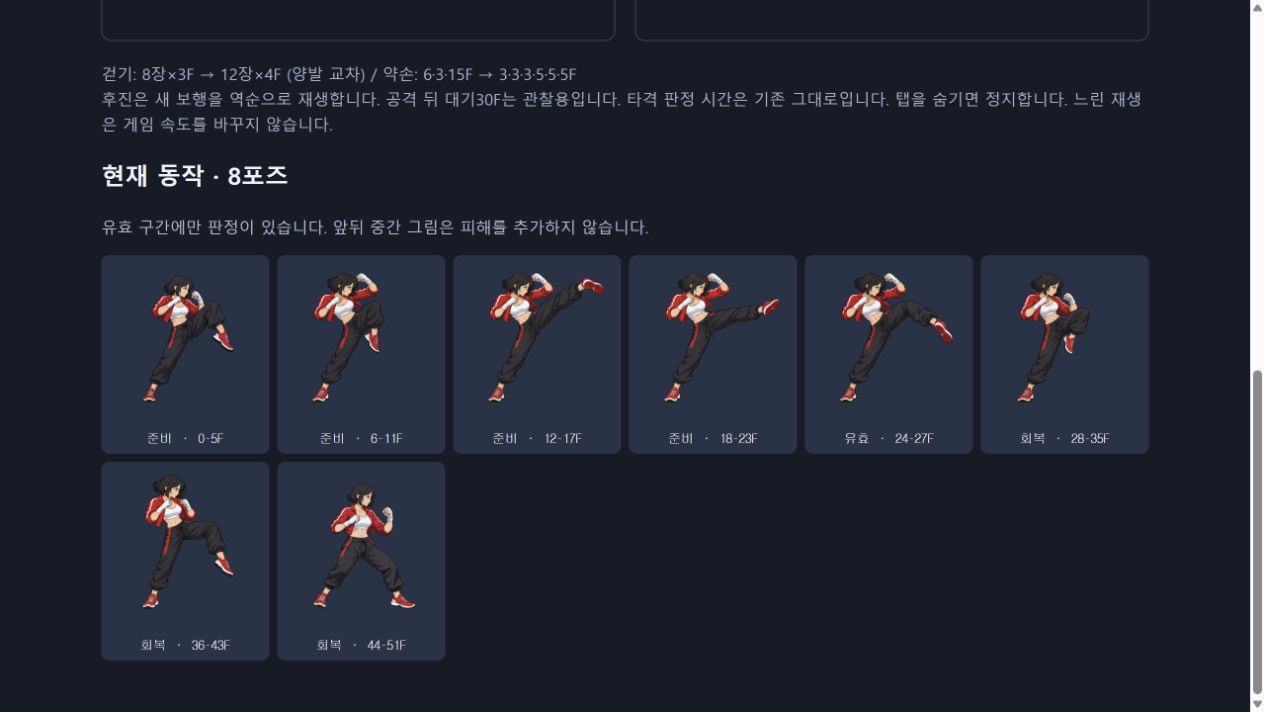 걷기: 8장×3F → 12장×4F (양발 교차) / 약손: 6·3·15F → 3·3·3·5·5·5F
후진은 새 보행을 역순으로 재생합니다. 공격 뒤 대기30F는 관찰용입니다. 타격 판정 시간은 기존 그대로입니다. 탭을 숨기면 정지합니다. 느린 재생
은 게임 속도를 바꾸지 않습니다.
현재 동작 · 8포즈
유효 구간에만 판정이 있습니다. 앞뒤 중간 그림은 피해를 추가하지 않습니다.
준비 · 0-5F
준비 · 6-11F
준비 · 12-17F
준비 · 18-23F
유효 · 24-27F
회복 · 28-35F
회복 · 36-43F
회복 · 44-51F